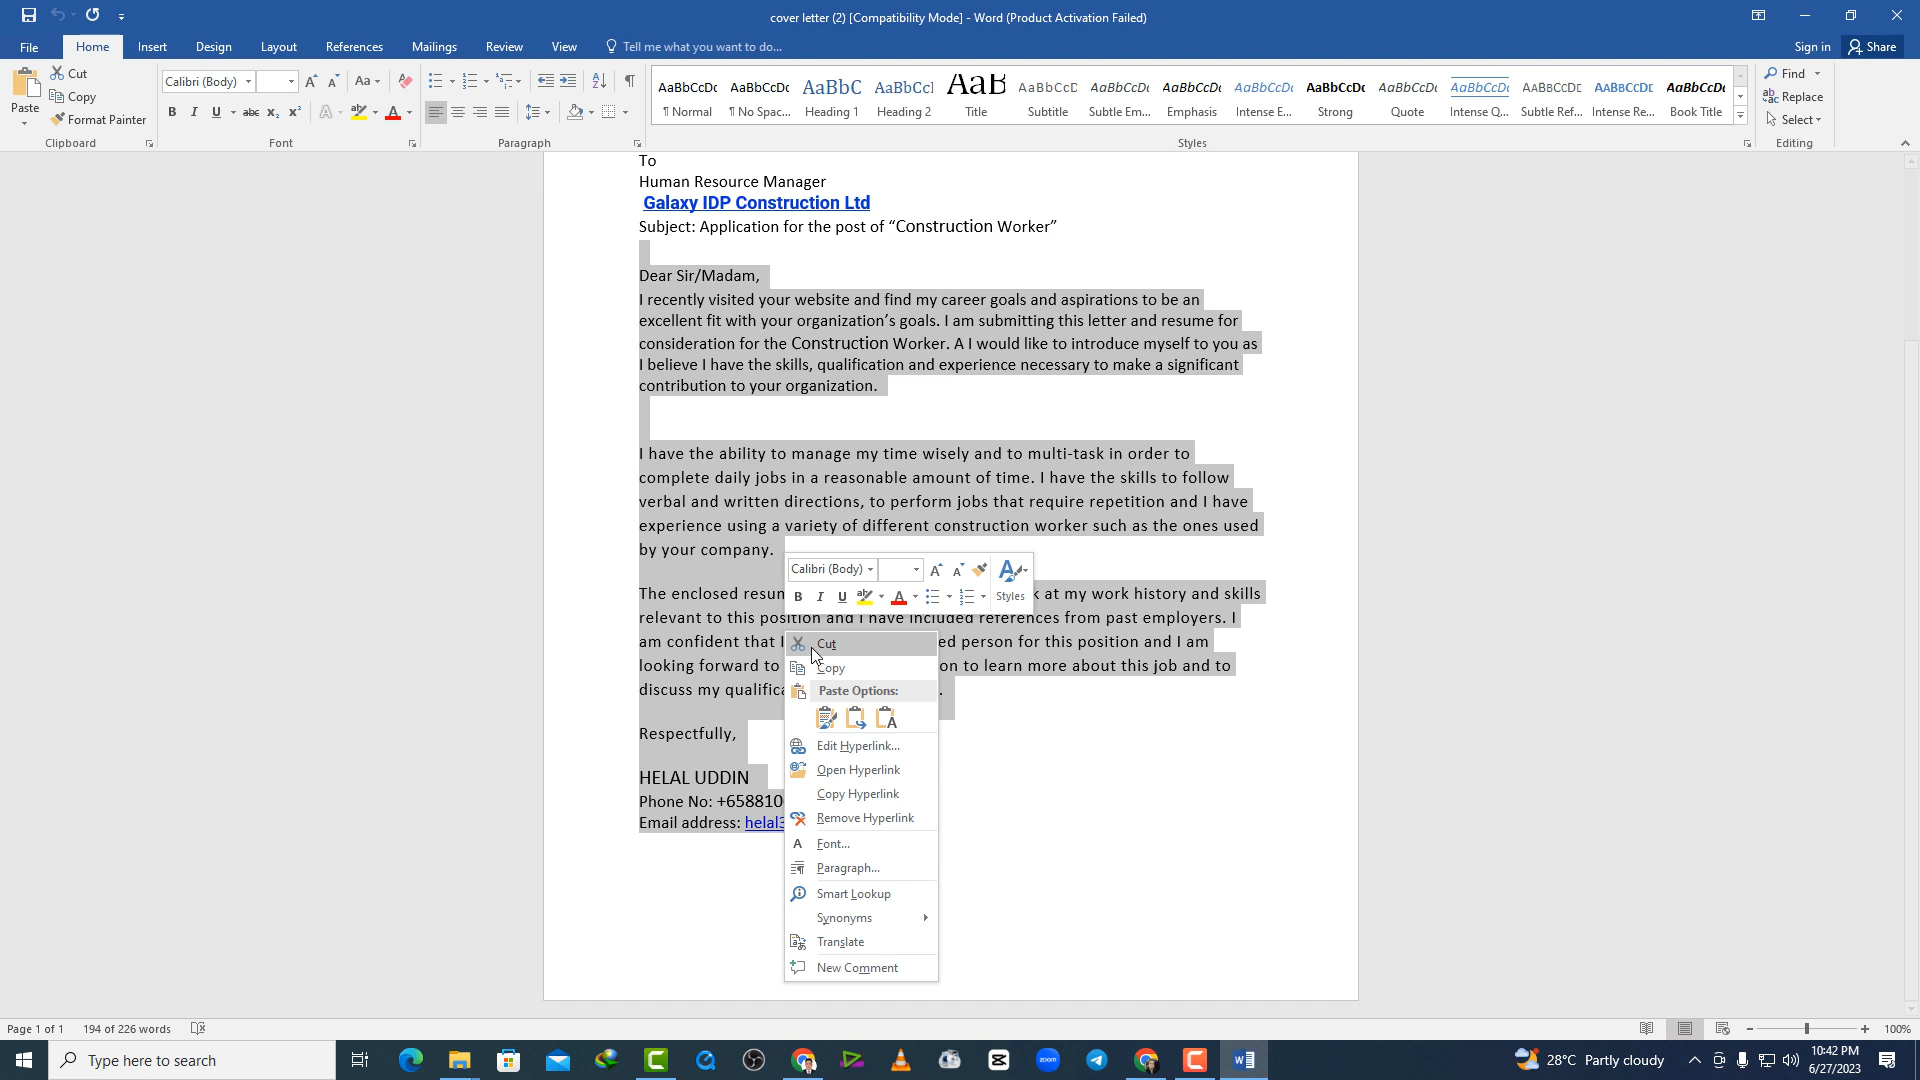 cover letter (2) [Compatibility Mode] - Word (Product Activation Failed)
File Home Insert Design Layout References Mailings Review View Tell me what you want to do... Sign in Share
Paste Cut Copy Format Painter Clipboard
Calibri (Body) Font
Paragraph
AaBbCcDc AaBbCcDc AaBbC AaBbCcI AaB AaBbCcD AaBbCcDc AaBbCcDc AaBbCcDc AaBbCcDc AaBbCcDc AaBbCcDc AABBCCDE AABBCCDE AaBbCcDc
¶ Normal ¶ No Spac... Heading 1 Heading 2 Title Subtitle Subtle Em... Emphasis Intense E... Strong Quote Intense Q... Subtle Ref... Intense Re... Book Title
Styles
Find Replace Select Editing
To
Human Resource Manager
Galaxy IDP Construction Ltd
Subject: Application for the post of “Construction Worker”
Dear Sir/Madam,
I recently visited your website and find my career goals and aspirations to be an
excellent fit with your organization’s goals. I am submitting this letter and resume for
consideration for the Construction Worker. A I would like to introduce myself to you as
I believe I have the skills, qualification and experience necessary to make a significant
contribution to your organization.
I have the ability to manage my time wisely and to multi-task in order to
complete daily jobs in a reasonable amount of time. I have the skills to follow
verbal and written directions, to perform jobs that require repetition and I have
experience using a variety of different construction worker such as the ones used
by your company.
The enclosed resum k at my work history and skills
relevant to this position and I have included references from past employers. I
am confident that I ed person for this position and I am
looking forward to on to learn more about this job and to
discuss my qualifica .
Respectfully,
HELAL UDDIN
Phone No: +658810
Email address: helal3
Calibri (Body)
Styles
Cut
Copy
Paste Options:
Edit Hyperlink...
Open Hyperlink
Copy Hyperlink
Remove Hyperlink
Font...
Paragraph...
Smart Lookup
Synonyms
Translate
New Comment
Page 1 of 1 194 of 226 words 100%
Type here to search
zoom
28°C Partly cloudy
10:42 PM
6/27/2023